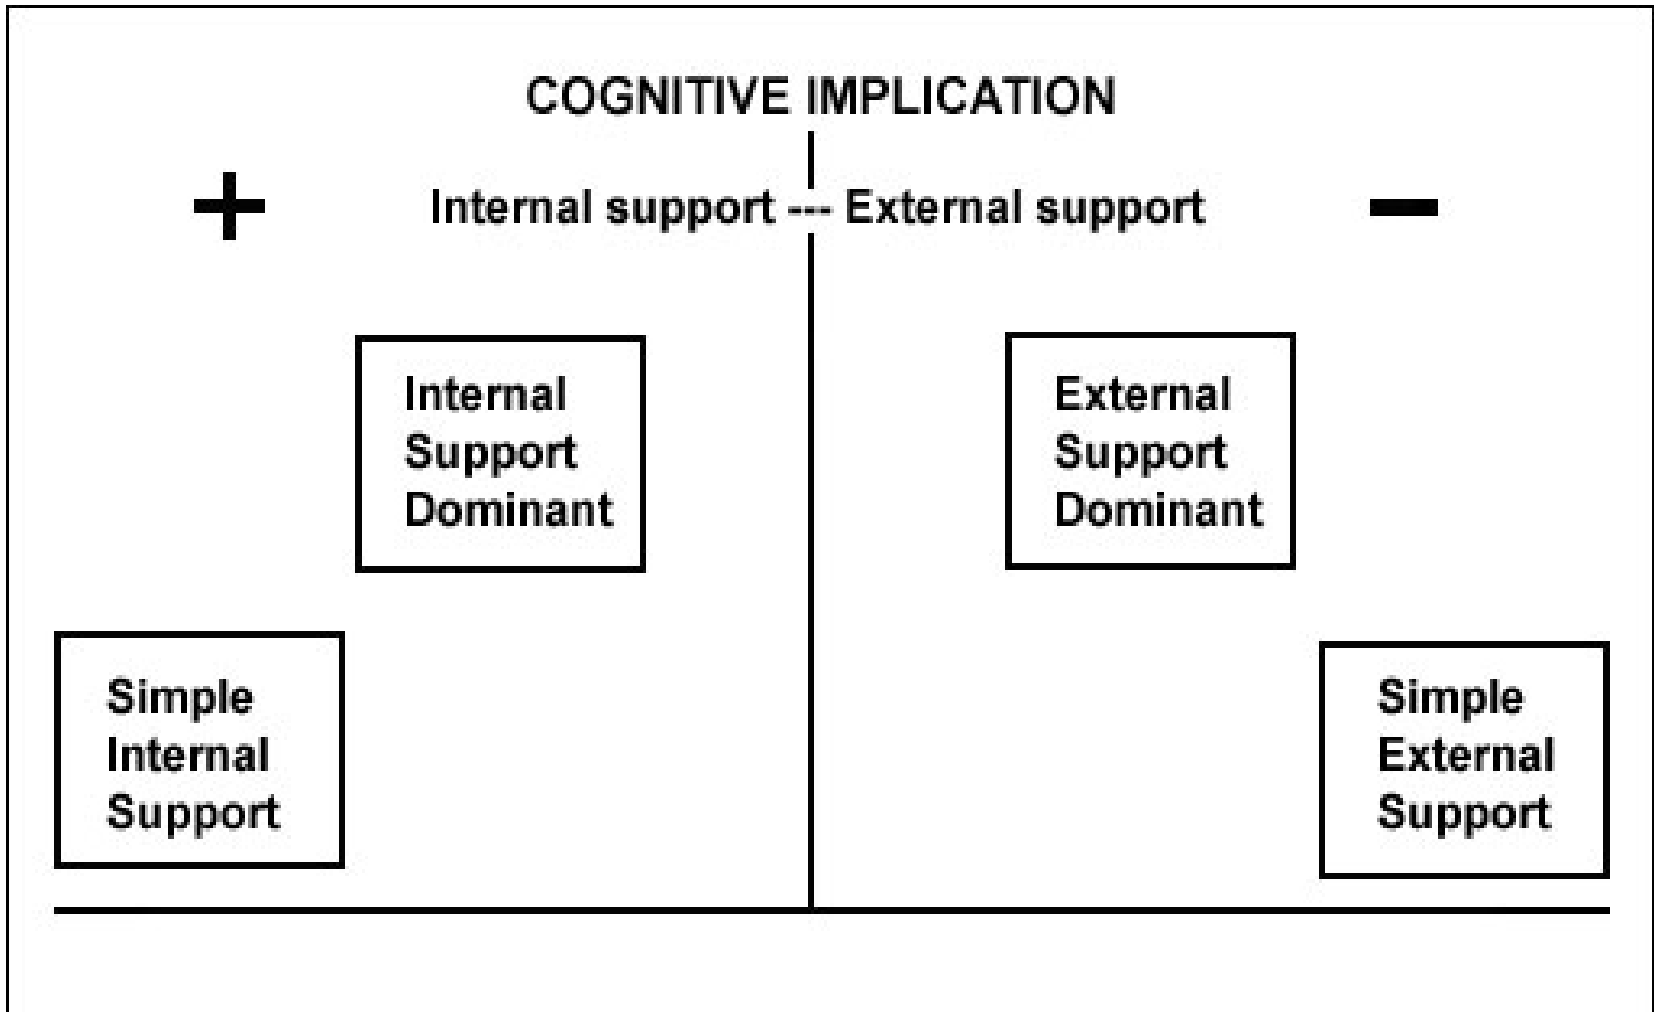 COGNITIVE IMPLICATION
+ Internal support --- External support −
Internal
Support
Dominant
External
Support
Dominant
Simple
Internal
Support
Simple
External
Support